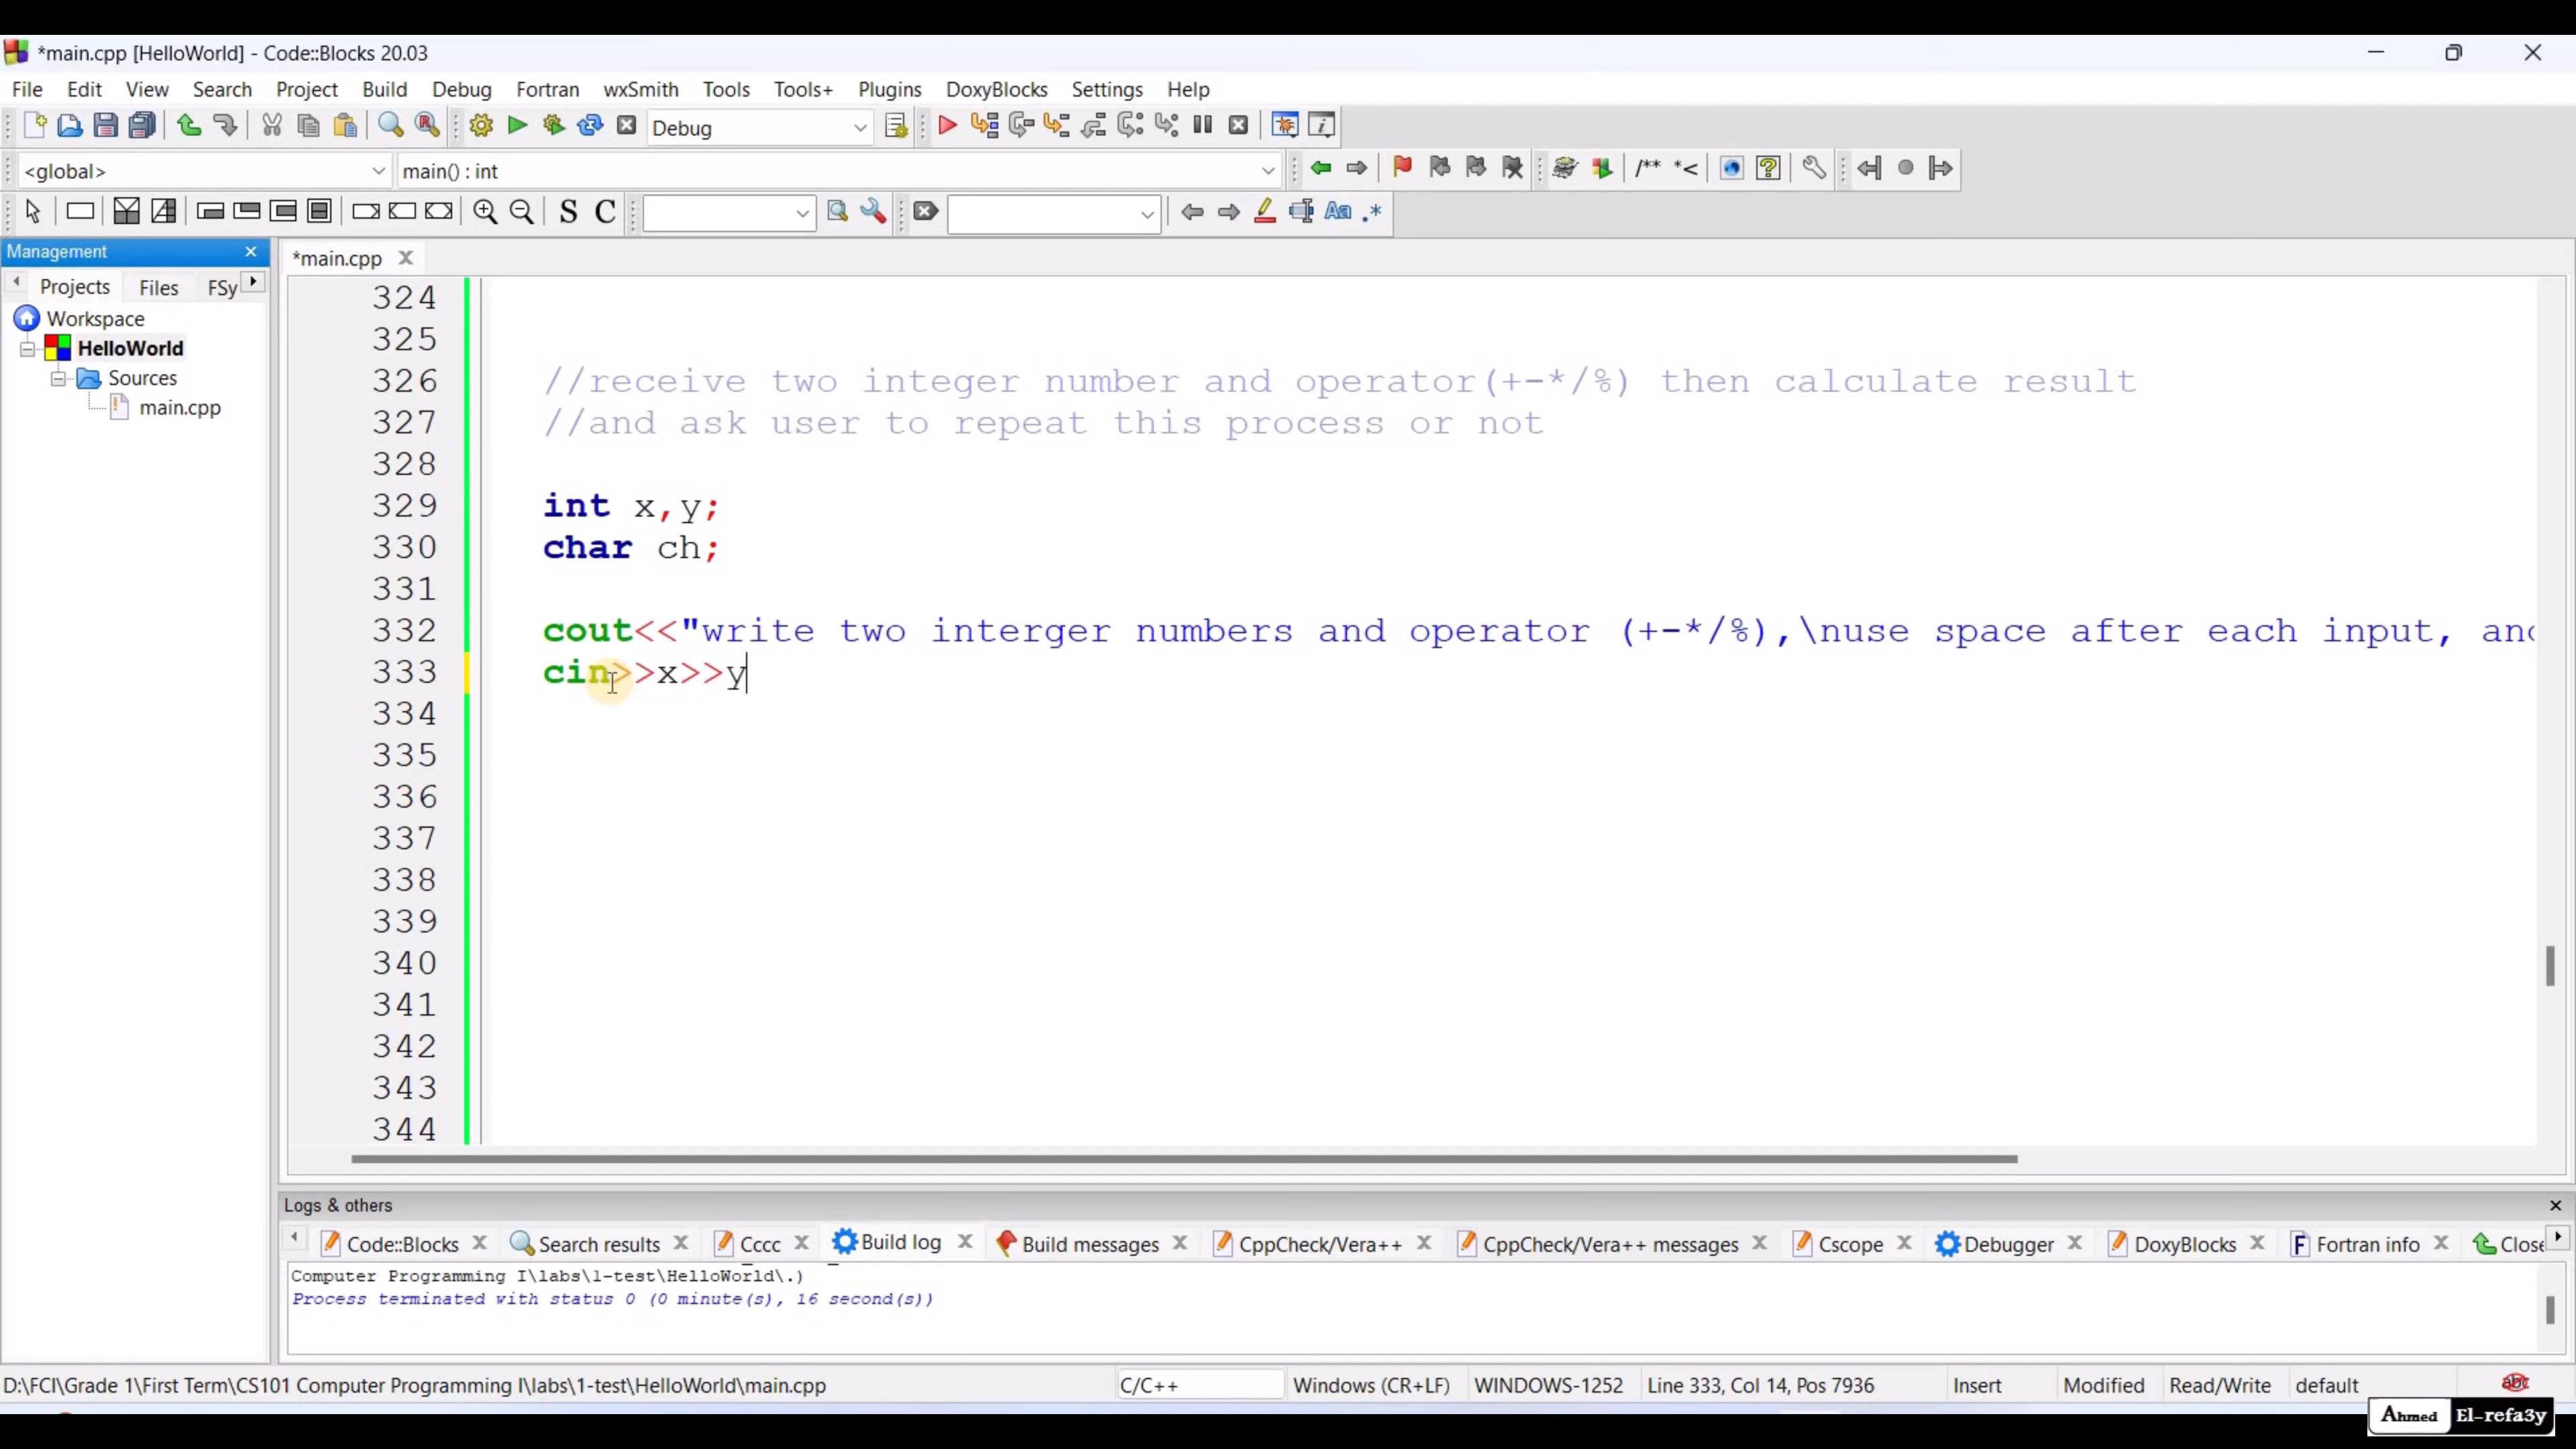 *main.cpp [HelloWorld] - Code::Blocks 20.03
File Edit View Search Project Build Debug Fortran wxSmith Tools Tools+ Plugins DoxyBlocks Settings Help
Debug
<global> main() : int
/** *<
S C Aa .*
Management
*main.cpp
Projects Files FSy
Workspace
HelloWorld
Sources
main.cpp
324
325
326 //receive two integer number and operator(+-*/%) then calculate result
327 //and ask user to repeat this process or not
328
329 int x,y;
330 char ch;
331
332 cout<<"write two interger numbers and operator (+-*/%),\nuse space after each input, and
333 cin>>x>>y
334
335
336
337
338
339
340
341
342
343
344
Logs & others
Code::Blocks Search results Cccc Build log Build messages CppCheck/Vera++ CppCheck/Vera++ messages Cscope Debugger DoxyBlocks Fortran info Close
Computer Programming I\labs\1-test\HelloWorld\.)
Process terminated with status 0 (0 minute(s), 16 second(s))
D:\FCI\Grade 1\First Term\CS101 Computer Programming I\labs\1-test\HelloWorld\main.cpp C/C++ Windows (CR+LF) WINDOWS-1252 Line 333, Col 14, Pos 7936 Insert Modified Read/Write default
Ahmed El-refa3y